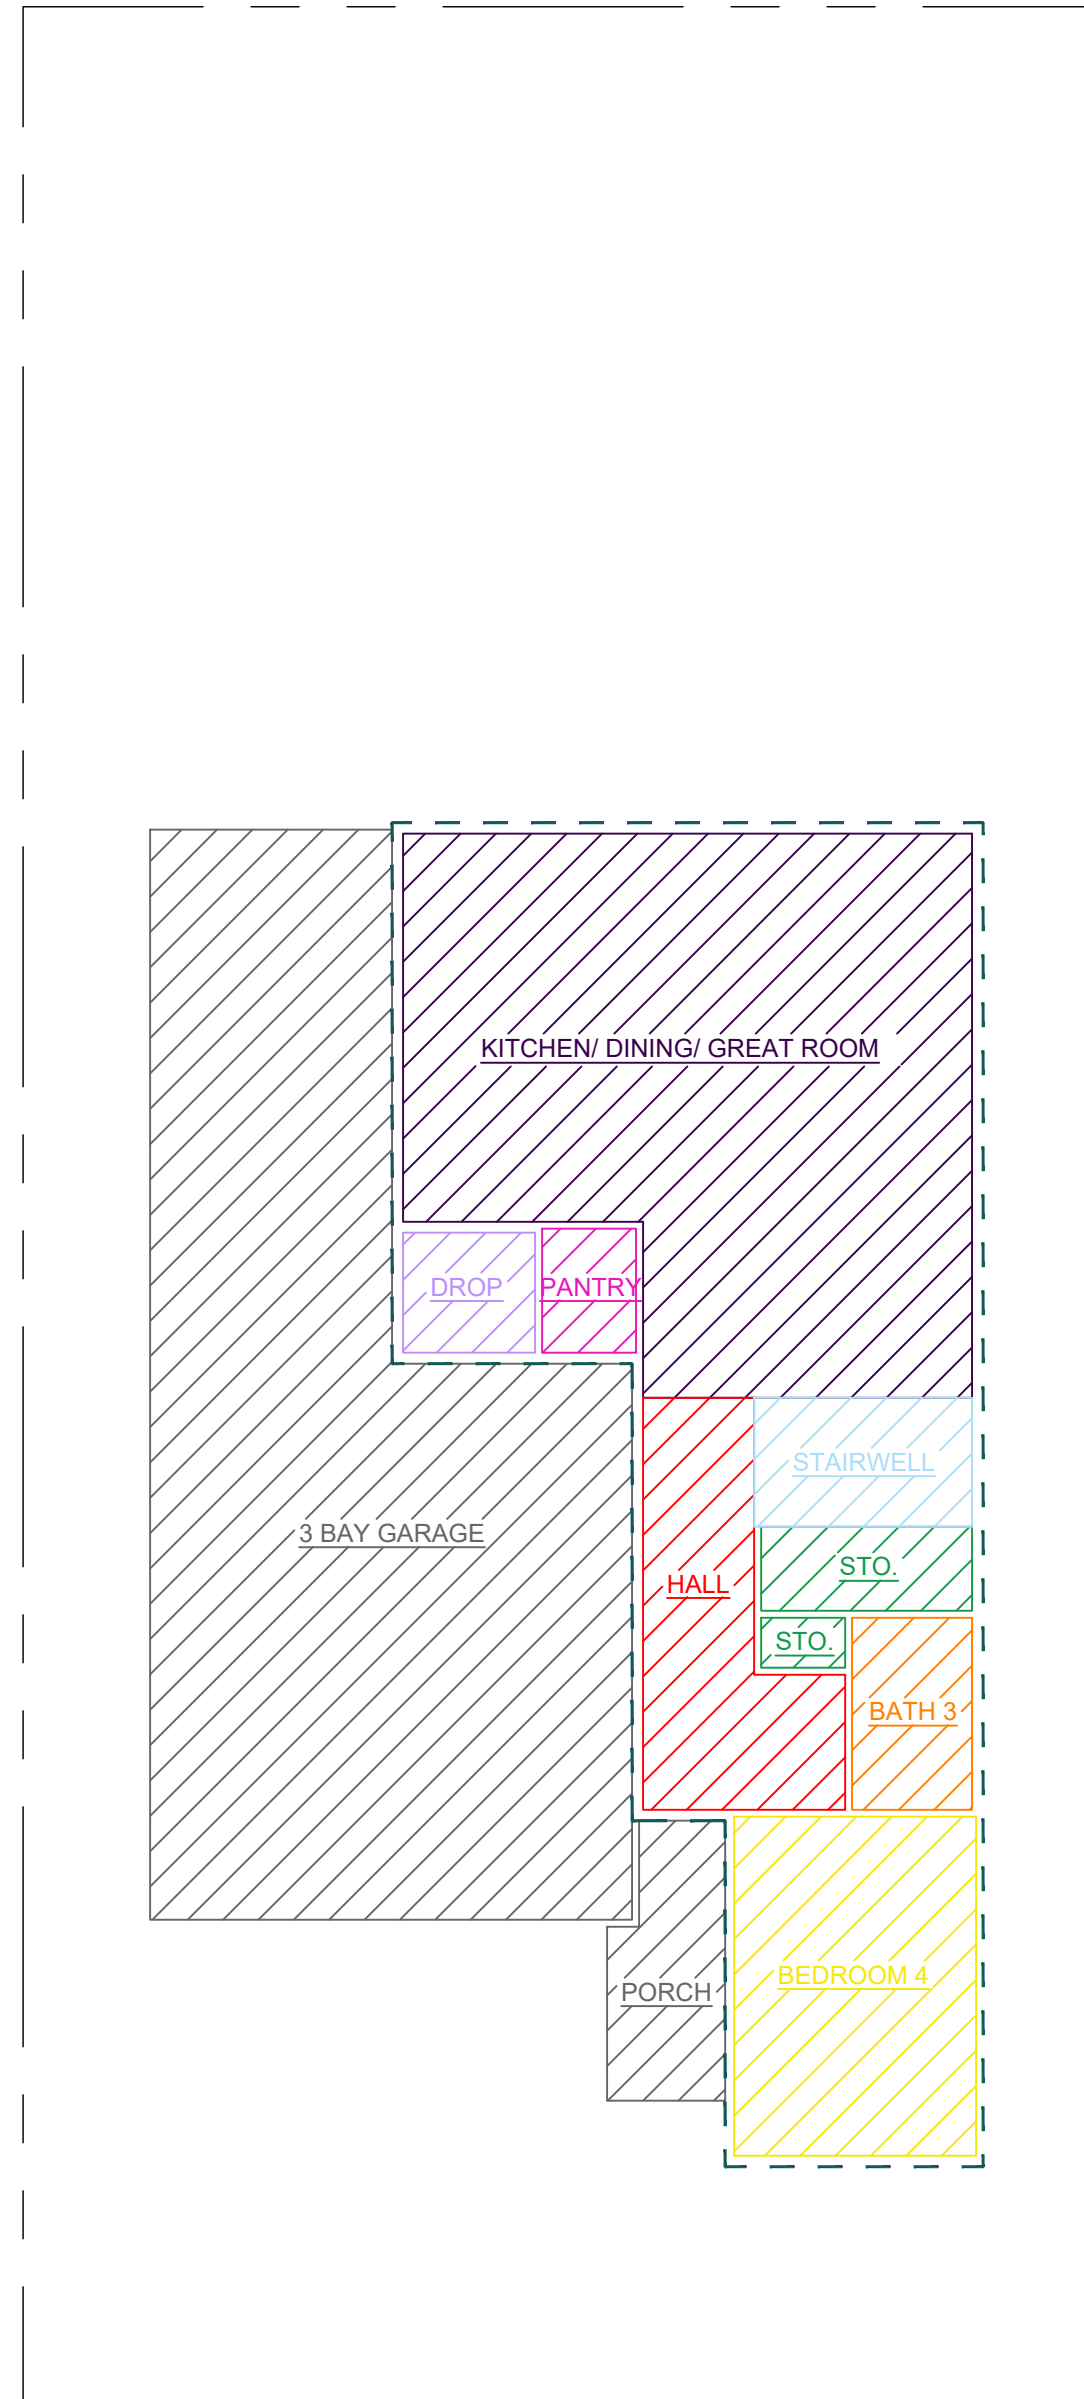 KITCHEN/ DINING/ GREAT ROOM
DROP
PANTRY
STAIRWELL
3 BAY GARAGE
STO.
HALL
STO.
BATH 3
BEDROOM 4
PORCH